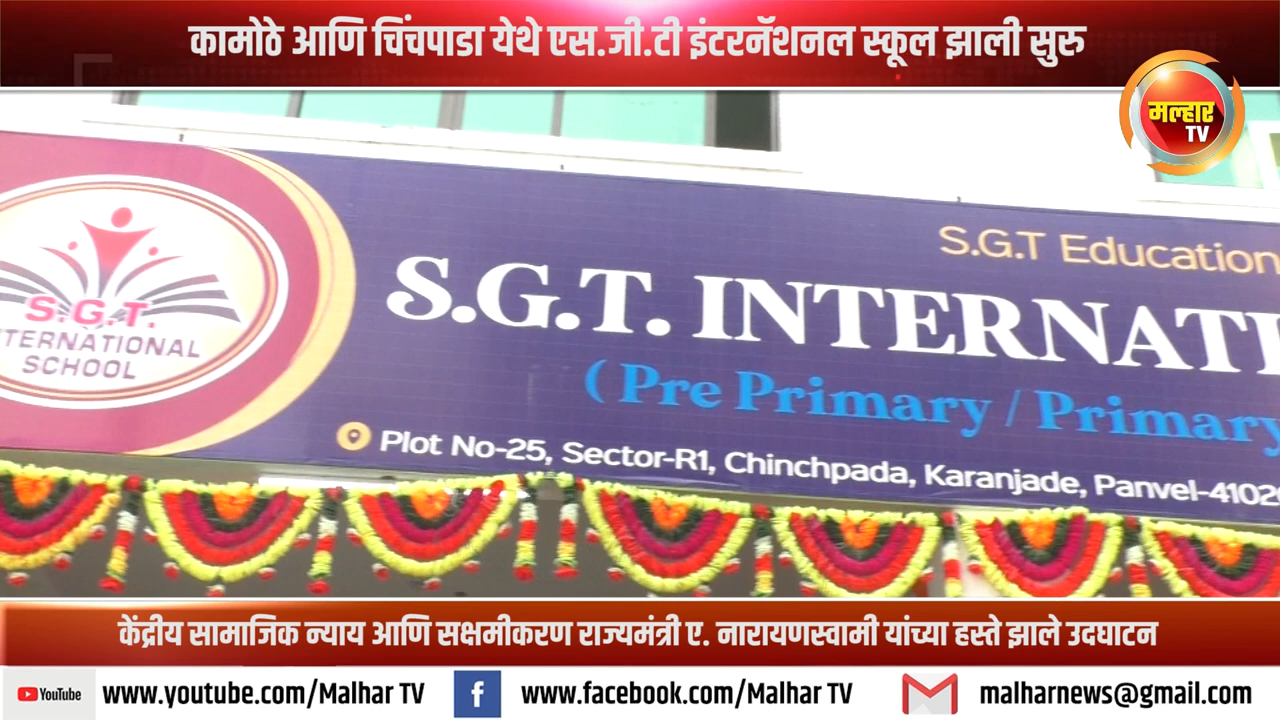 कामोठे आणि चिंचपाडा येथे एस.जी.टी इंटरनॅशनल स्कूल झाली सुरु
मल्हार
TV
S.G.T Education
S.G.T. INTERNATI
( Pre Primary / Primary
Plot No-25, Sector-R1, Chinchpada, Karanjade, Panvel-4102
S.G.T.
TERNATIONAL
SCHOOL
केंद्रीय सामाजिक न्याय आणि सक्षमीकरण राज्यमंत्री ए. नारायणस्वामी यांच्या हस्ते झाले उदघाटन
YouTube
www.youtube.com/Malhar TV
f
www.facebook.com/Malhar TV
malharnews@gmail.com